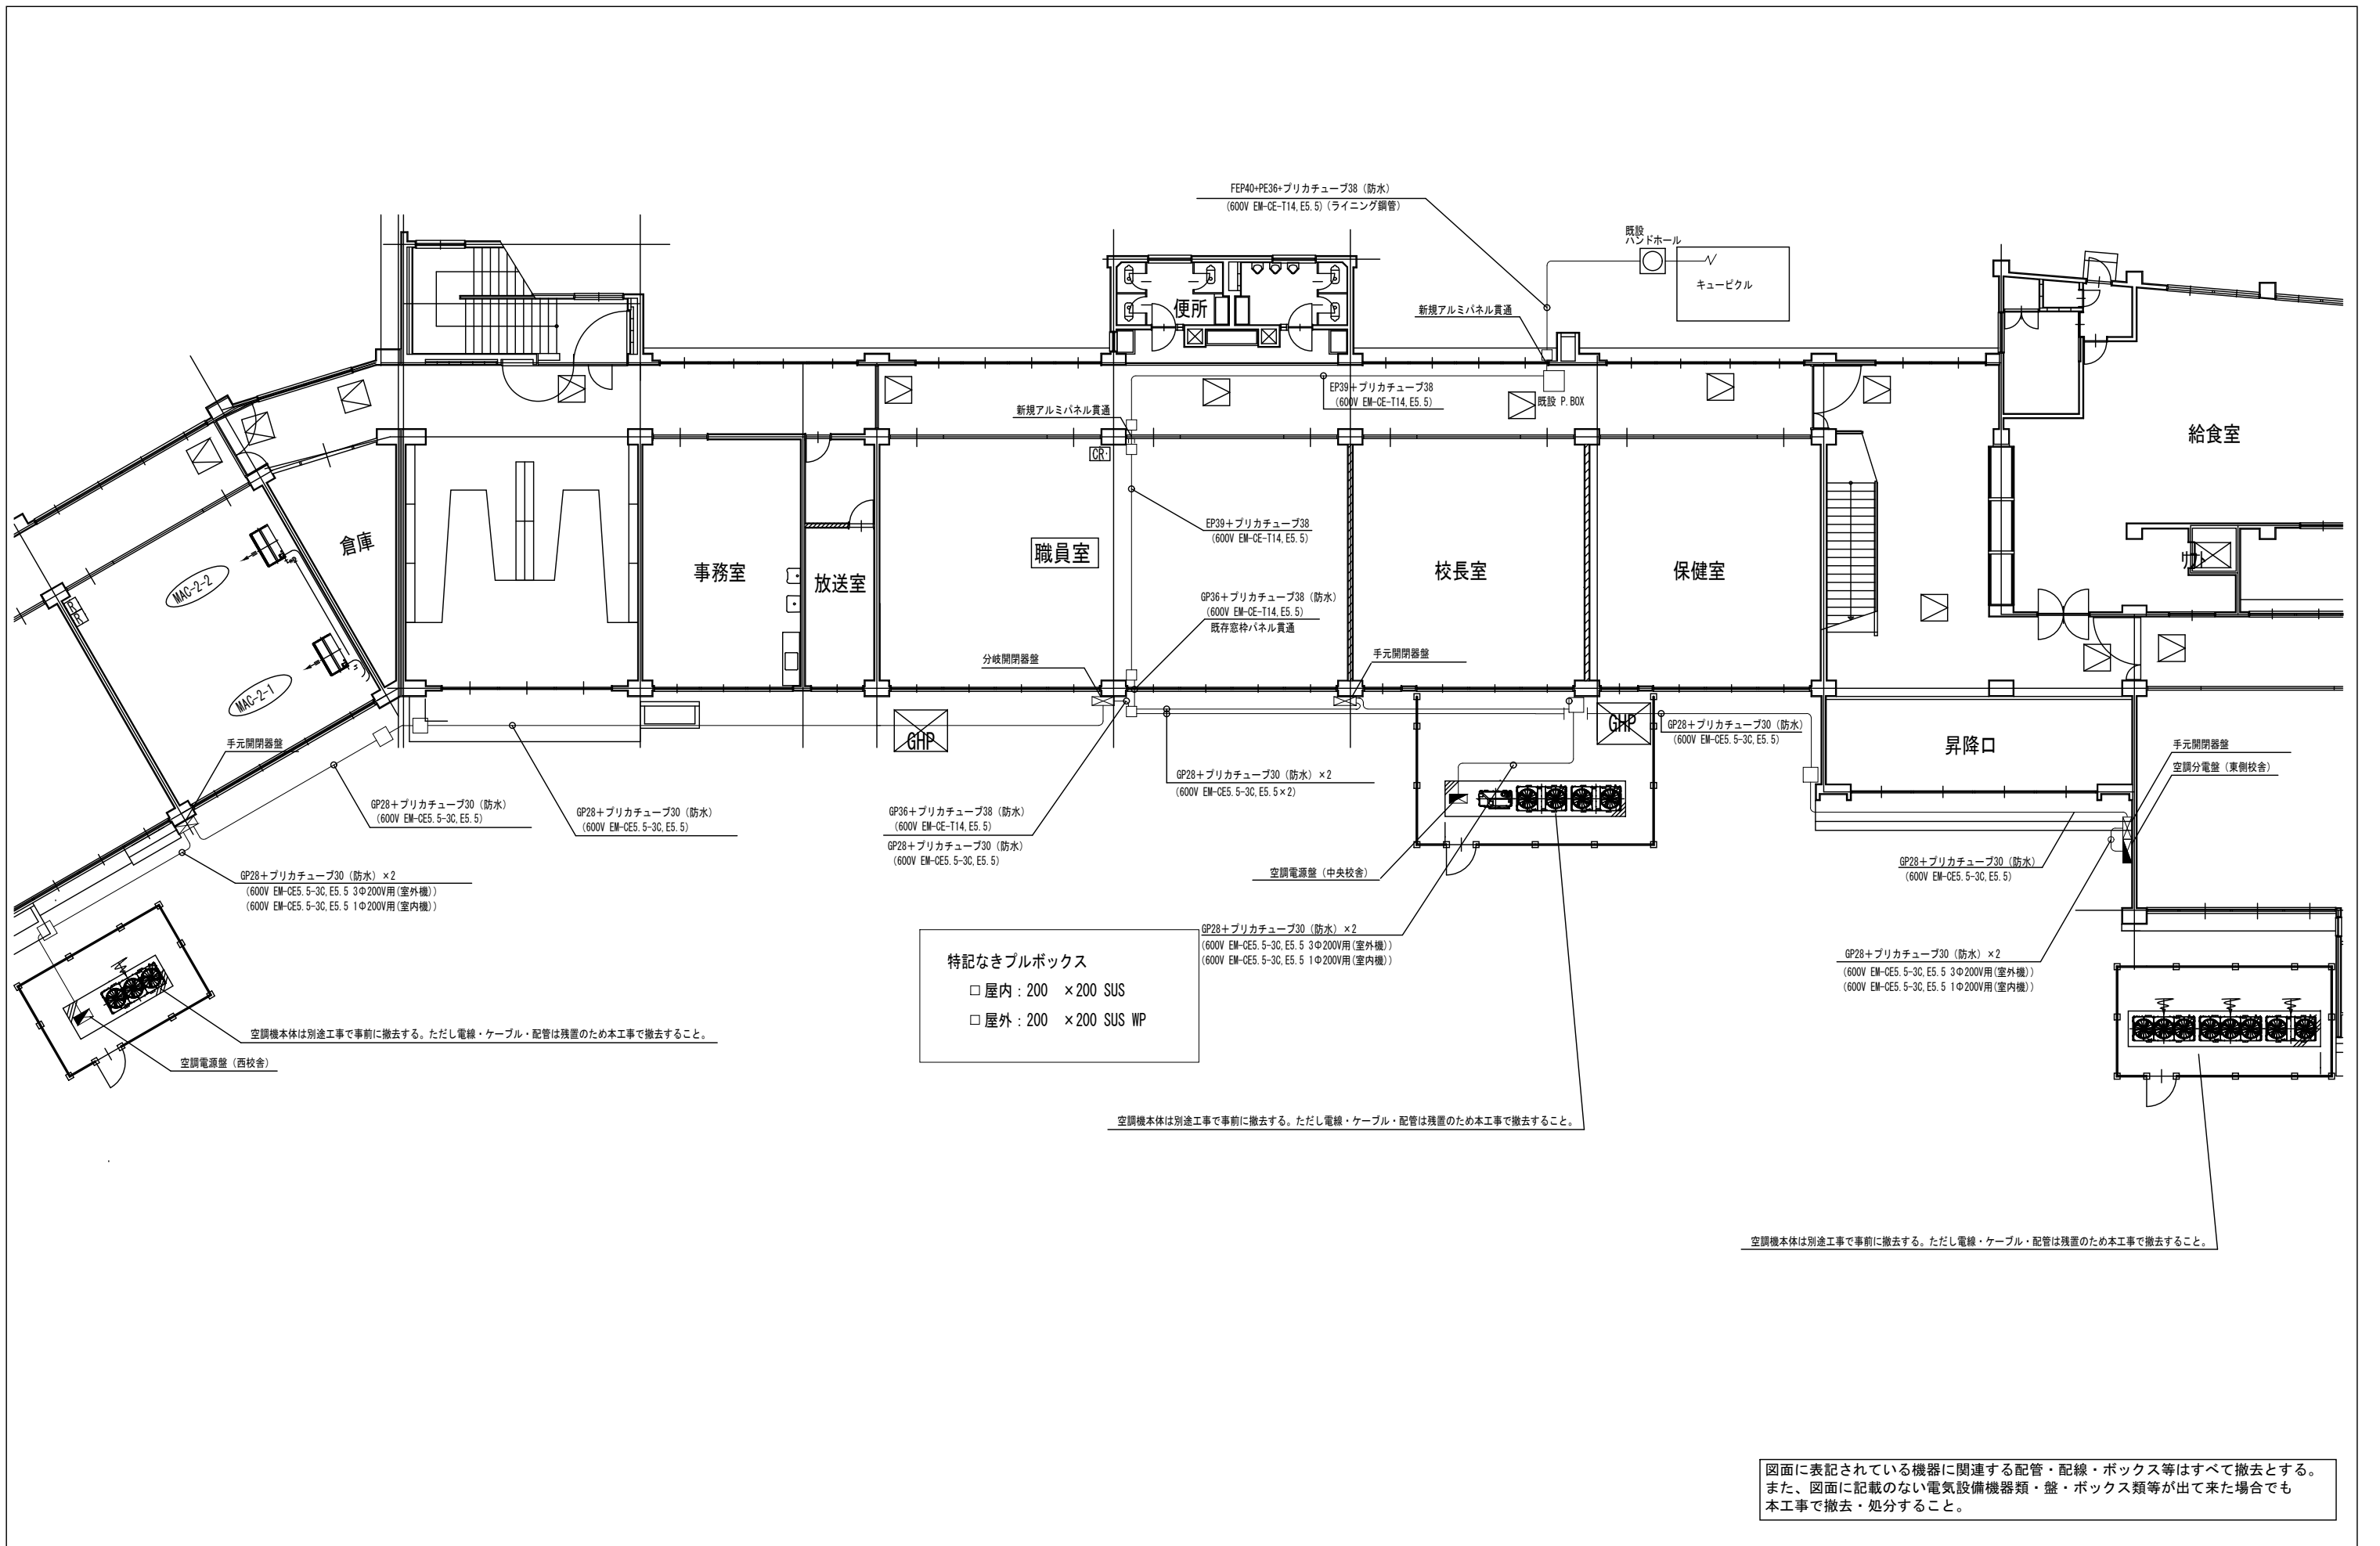 FEP40+PE36+プリカチューブ38（防水）
(600V EM-CE-T14,E5.5)(ライニング鋼管)
既設
ハンドホール
キュービクル
新規アルミパネル貫通
便所
EP39＋プリカチューブ38
(600V EM-CE-T14,E5.5)
既設 P.BOX
新規アルミパネル貫通
CR
給食室
EP39＋プリカチューブ38
(600V EM-CE-T14,E5.5)
倉庫
職員室
事務室
放送室
校長室
保健室
MAC-2-2
MAC-2-1
GP36＋プリカチューブ38（防水）
(600V EM-CE-T14,E5.5)
既存窓枠パネル貫通
分岐開閉器盤
手元開閉器盤
GHP
GHP
GP28＋プリカチューブ30（防水）
(600V EM-CE5.5-3C,E5.5)
昇降口
手元開閉器盤
空調分電盤（東側校舎）
手元開閉器盤
GP28＋プリカチューブ30（防水）×2
(600V EM-CE5.5-3C,E5.5×2)
GP28＋プリカチューブ30（防水）
(600V EM-CE5.5-3C,E5.5)
GP28＋プリカチューブ30（防水）
(600V EM-CE5.5-3C,E5.5)
GP36＋プリカチューブ38（防水）
(600V EM-CE-T14,E5.5)
GP28＋プリカチューブ30（防水）
(600V EM-CE5.5-3C,E5.5)
空調電源盤（中央校舎）
GP28＋プリカチューブ30（防水）
(600V EM-CE5.5-3C,E5.5)
GP28＋プリカチューブ30（防水）×2
(600V EM-CE5.5-3C,E5.5 3Φ200V用(室外機))
(600V EM-CE5.5-3C,E5.5 1Φ200V用(室内機))
GP28＋プリカチューブ30（防水）×2
(600V EM-CE5.5-3C,E5.5 3Φ200V用(室外機))
(600V EM-CE5.5-3C,E5.5 1Φ200V用(室内機))
GP28＋プリカチューブ30（防水）×2
(600V EM-CE5.5-3C,E5.5 3Φ200V用(室外機))
(600V EM-CE5.5-3C,E5.5 1Φ200V用(室内機))
特記なきプルボックス
□ 屋内：200 ×200 SUS
□ 屋外：200 ×200 SUS WP
空調機本体は別途工事で事前に撤去する。ただし電線・ケーブル・配管は残置のため本工事で撤去すること。
空調電源盤（西校舎）
空調機本体は別途工事で事前に撤去する。ただし電線・ケーブル・配管は残置のため本工事で撤去すること。
空調機本体は別途工事で事前に撤去する。ただし電線・ケーブル・配管は残置のため本工事で撤去すること。
図面に表記されている機器に関連する配管・配線・ボックス等はすべて撤去とする。
また、図面に記載のない電気設備機器類・盤・ボックス類等が出て来た場合でも
本工事で撤去・処分すること。